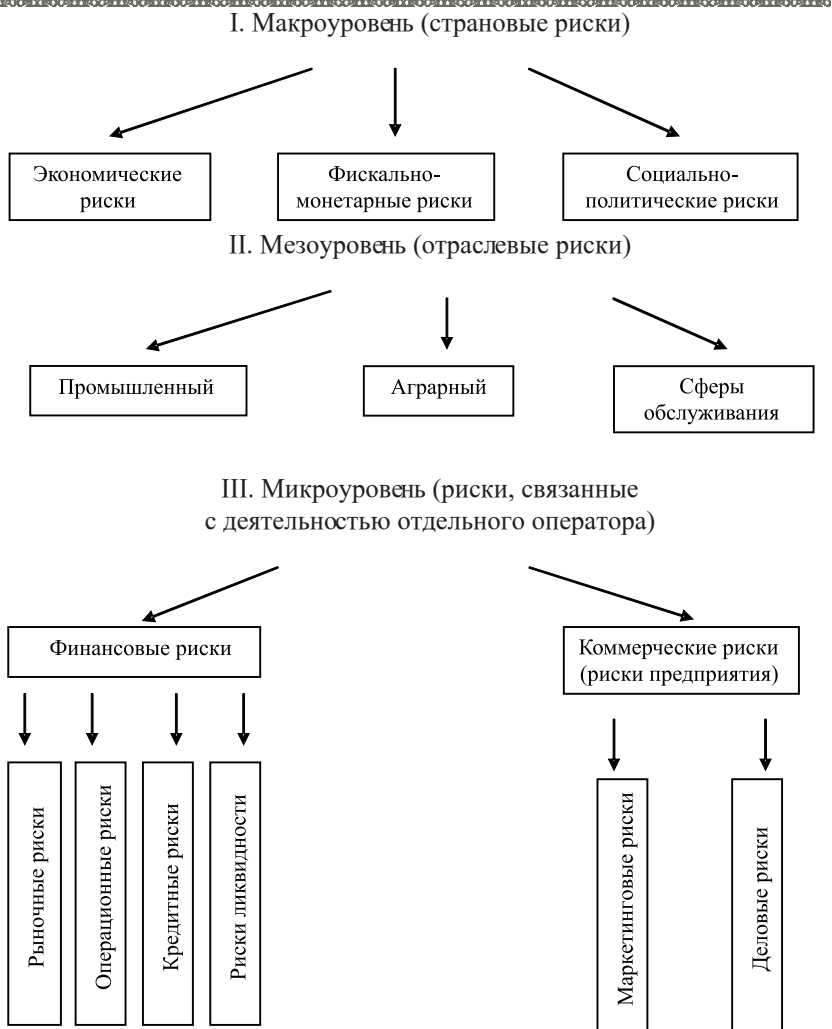 I. Макроуровень (страновые риски)
Экономические
риски
Фискально-
монетарные риски
Социально-
политические риски
II. Мезоуровень (отраслевые риски)
Промышленный
Аграрный
Сферы
обслуживания
III. Микроуровень (риски, связанные
с деятельностью отдельного оператора)
Финансовые риски
Коммерческие риски
(риски предприятия)
Рыночные риски
Операционные риски
Кредитные риски
Риски ликвидности
Маркетинговые риски
Деловые риски